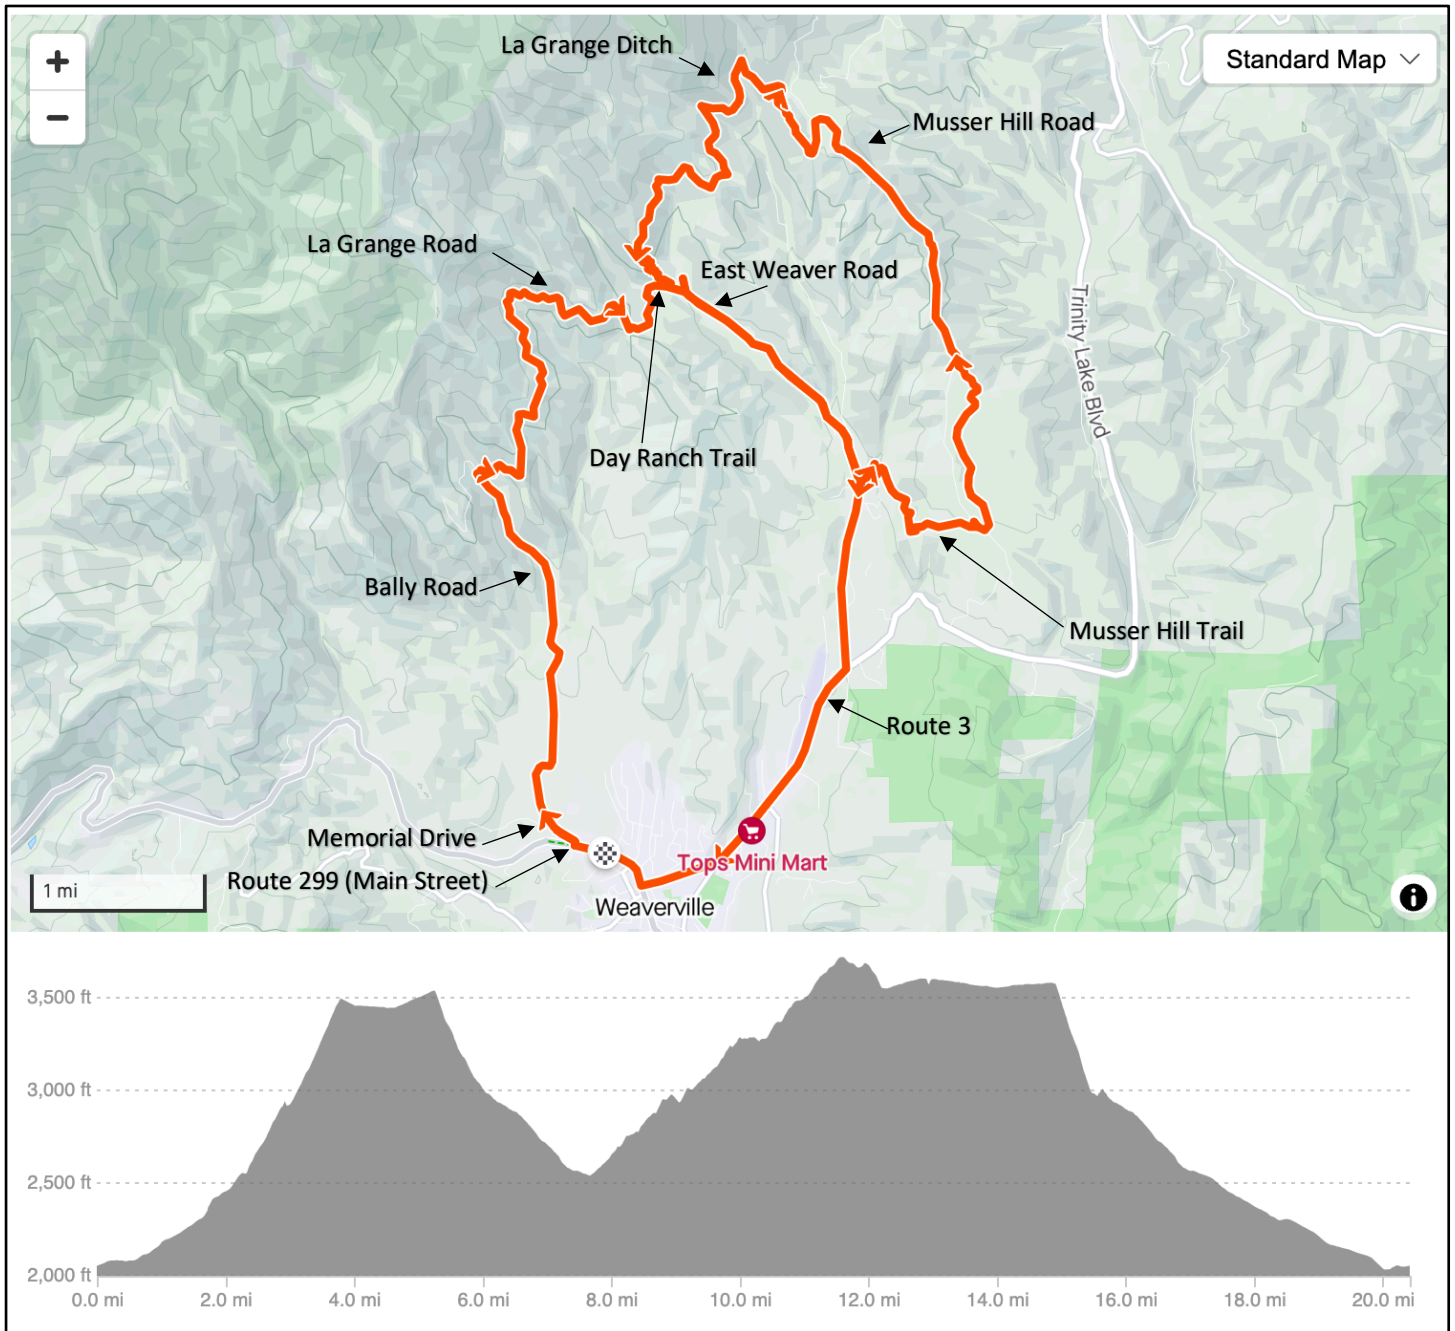 +
−
Standard Map
La Grange Ditch
Musser Hill Road
La Grange Road
East Weaver Road
Trinity Lake Blvd
Day Ranch Trail
Bally Road
Musser Hill Trail
Route 3
Memorial Drive
Tops Mini Mart
Route 299 (Main Street)
1 mi
i
Weaverville
3,500 ft
3,000 ft
2,500 ft
2,000 ft
0.0 mi 2.0 mi 4.0 mi 6.0 mi 8.0 mi 10.0 mi 12.0 mi 14.0 mi 16.0 mi 18.0 mi 20.0 mi